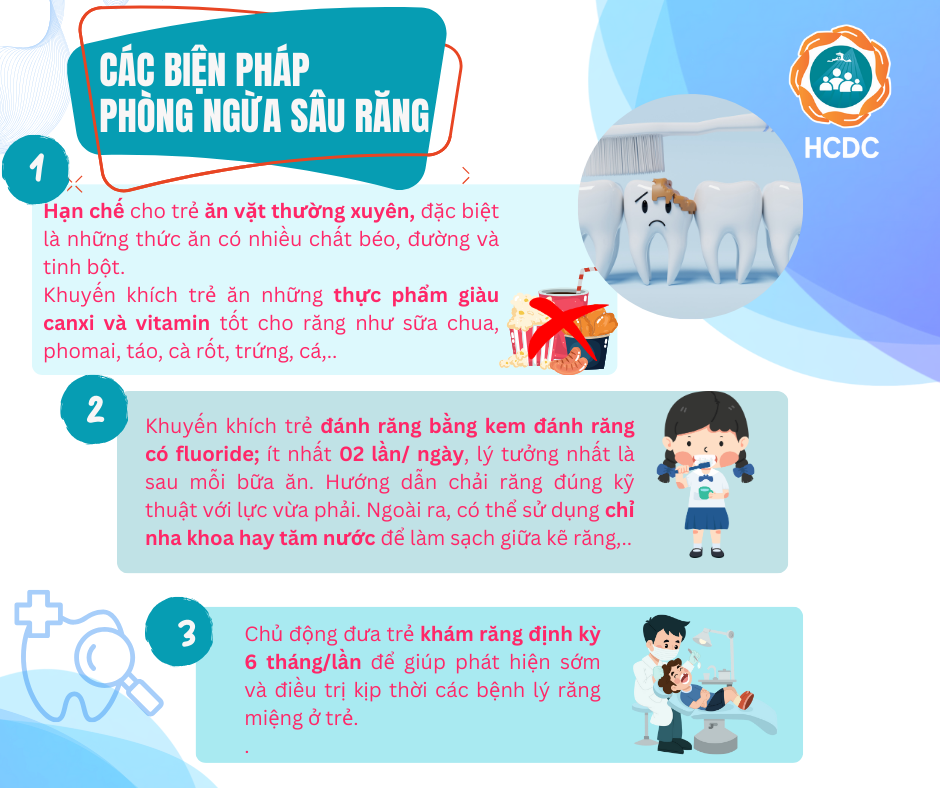 CÁC BIỆN PHÁP
PHÒNG NGỪA SÂU RĂNG
HCDC
1
Hạn chế cho trẻ ăn vặt thường xuyên, đặc biệt
là những thức ăn có nhiều chất béo, đường và
tinh bột.
Khuyến khích trẻ ăn những thực phẩm giàu
canxi và vitamin tốt cho răng như sữa chua,
phomai, táo, cà rốt, trứng, cá,..
2
Khuyến khích trẻ đánh răng bằng kem đánh răng
có fluoride; ít nhất 02 lần/ ngày, lý tưởng nhất là
sau mỗi bữa ăn. Hướng dẫn chải răng đúng kỹ
thuật với lực vừa phải. Ngoài ra, có thể sử dụng chỉ
nha khoa hay tăm nước để làm sạch giữa kẽ răng,..
3
Chủ động đưa trẻ khám răng định kỳ
6 tháng/lần để giúp phát hiện sớm
và điều trị kịp thời các bệnh lý răng
miệng ở trẻ.
.